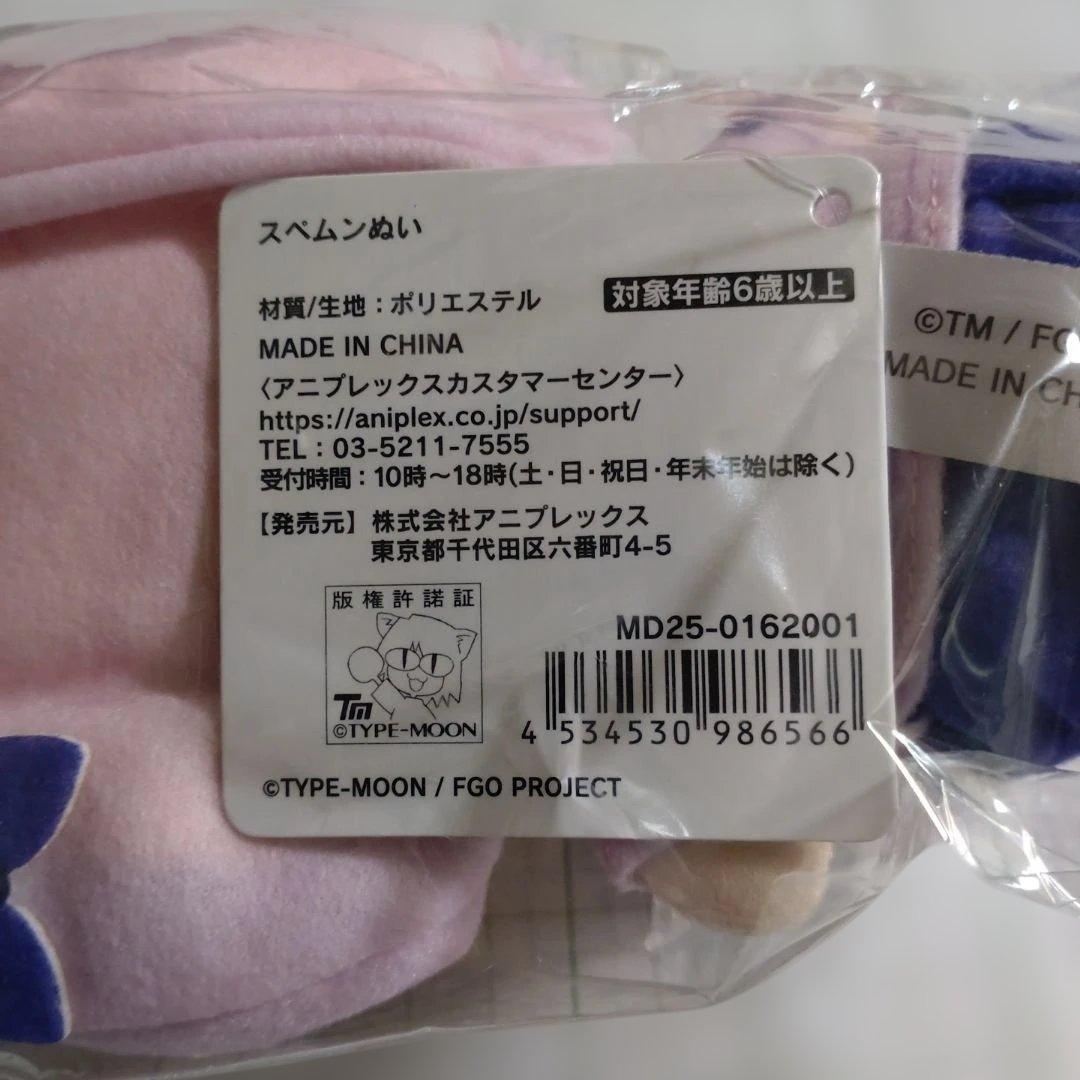 スペムンぬい
材質/生地：ポリエステル
対象年齢6歳以上
MADE IN CHINA
〈アニプレックスカスタマーセンター〉
https://aniplex.co.jp/support/
TEL：03-5211-7555
受付時間：10時～18時(土・日・祝日・年末年始は除く)
【発売元】株式会社アニプレックス
東京都千代田区六番町4-5
版権許諾証
TM
©TYPE-MOON
MD25-0162001
4 534530 986566
©TYPE-MOON / FGO PROJECT
©TM / FG
MADE IN CH